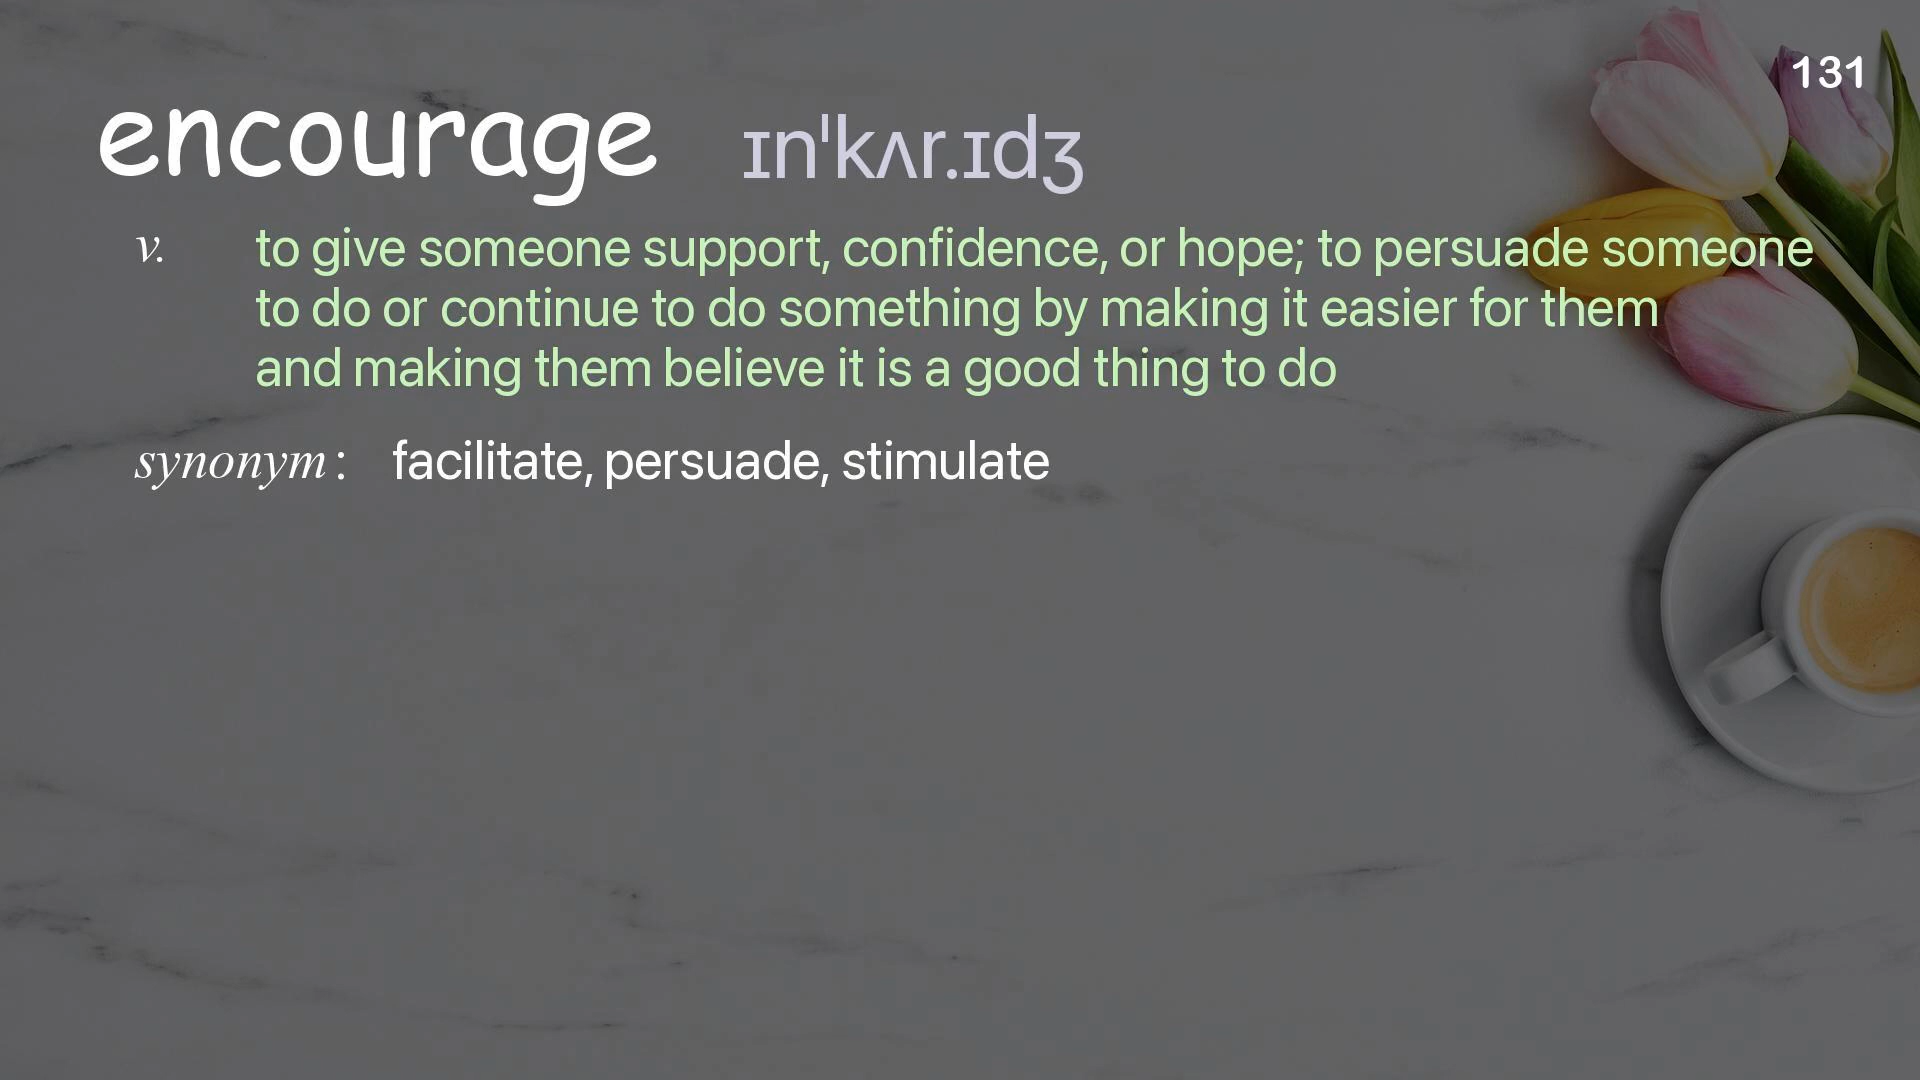 131
encourage ɪnˈkʌr.ɪdʒ
v. to give someone support, confidence, or hope; to persuade someone
to do or continue to do something by making it easier for them
and making them believe it is a good thing to do
synonym: facilitate, persuade, stimulate